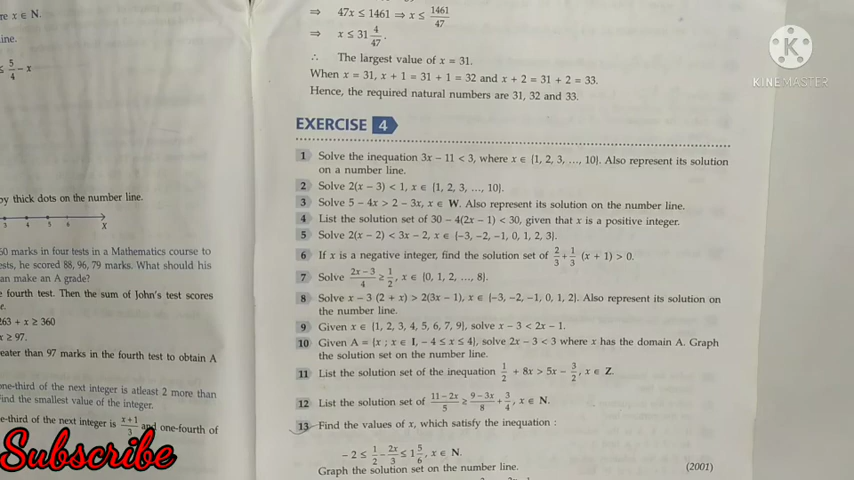 re x ∈ N.
ine.
≤ 5/4 − x
by thick dots on the number line.
3 4 5 6 X
60 marks in four tests in a Mathematics course to
ests, he scored 88, 96, 79 marks. What should his
an make an A grade?
e fourth test. Then the sum of John's test scores
e.
263 + x ≥ 360
x ≥ 97.
eater than 97 marks in the fourth test to obtain A
one-third of the next integer is atleast 2 more than
Find the smallest value of the integer.
e-third of the next integer is (x+1)/3 and one-fourth of
Subscribe
⇒ 47x ≤ 1461 ⇒ x ≤ 1461/47
⇒ x ≤ 31 4/47.
∴ The largest value of x = 31.
When x = 31, x + 1 = 31 + 1 = 32 and x + 2 = 31 + 2 = 33.
Hence, the required natural numbers are 31, 32 and 33.
K
KINEMASTER
EXERCISE 4
1 Solve the inequation 3x − 11 < 3, where x ∈ {1, 2, 3, ..., 10}. Also represent its solution
on a number line.
2 Solve 2(x − 3) < 1, x ∈ {1, 2, 3, ..., 10}.
3 Solve 5 − 4x > 2 − 3x, x ∈ W. Also represent its solution on the number line.
4 List the solution set of 30 − 4(2x − 1) < 30, given that x is a positive integer.
5 Solve 2(x − 2) < 3x − 2, x ∈ {−3, −2, −1, 0, 1, 2, 3}.
6 If x is a negative integer, find the solution set of 2/3 + 1/3 (x + 1) > 0.
7 Solve (2x − 3)/4 ≥ 1/2, x ∈ {0, 1, 2, ..., 8}.
8 Solve x − 3 (2 + x) > 2(3x − 1), x ∈ {−3, −2, −1, 0, 1, 2}. Also represent its solution on
the number line.
9 Given x ∈ {1, 2, 3, 4, 5, 6, 7, 9}, solve x − 3 < 2x − 1.
10 Given A = {x ; x ∈ I, − 4 ≤ x ≤ 4}, solve 2x − 3 < 3 where x has the domain A. Graph
the solution set on the number line.
11 List the solution set of the inequation 1/2 + 8x > 5x − 3/2, x ∈ Z.
12 List the solution set of (11 − 2x)/5 ≥ (9 − 3x)/8 + 3/4, x ∈ N.
13 Find the values of x, which satisfy the inequation :
− 2 ≤ 1/2 − 2x/3 ≤ 1 5/6, x ∈ N.
Graph the solution set on the number line. (2001)